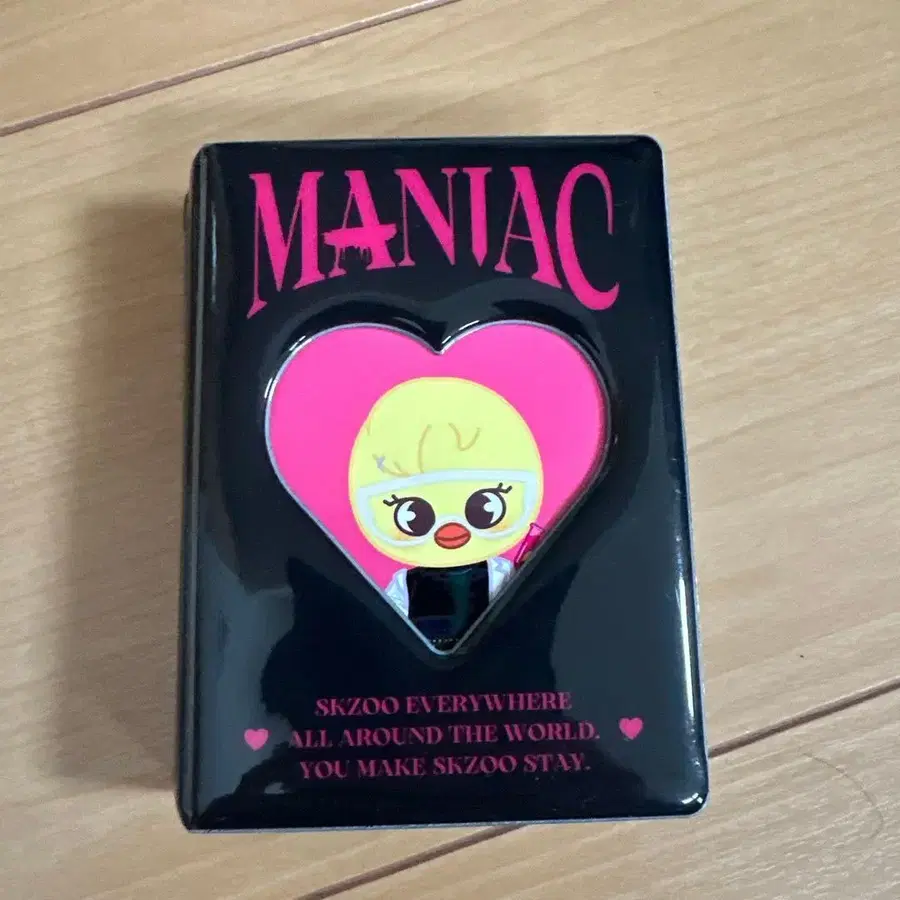 MANIAC
SKZOO EVERYWHERE
ALL AROUND THE WORLD.
YOU MAKE SKZOO STAY.